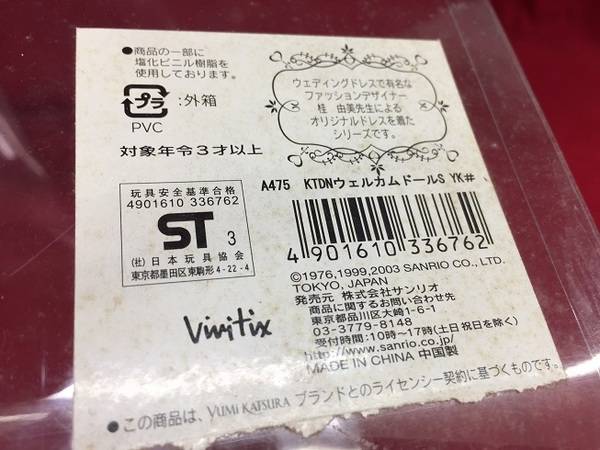 ●商品の一部に
塩化ビニル樹脂を
使用しております。
プラ :外箱
PVC
対象年令3才以上
ウェディングドレスで有名な
ファッションデザイナー
桂 由美先生による
オリジナルドレスを着た
シリーズです。
玩具安全基準合格
4901610 336762
ST 3
(社)日本玩具協会
東京都墨田区東駒形4-22-4
A475 KTDNウェルカムドールS YK#
4 901610 336762
©1976,1999,2003 SANRIO CO., LTD.
TOKYO, JAPAN
発売元 株式会社サンリオ
商品に関するお問い合わせ先
東京都品川区大崎1-6-1
03-3779-8148
受付時間:10時〜17時(土日祝日を除く)
http://www.sanrio.co.jp/
MADE IN CHINA 中国製
Vivitix
●この商品は、YUMI KATSURA ブランドとのライセンシー契約に基づくものです。